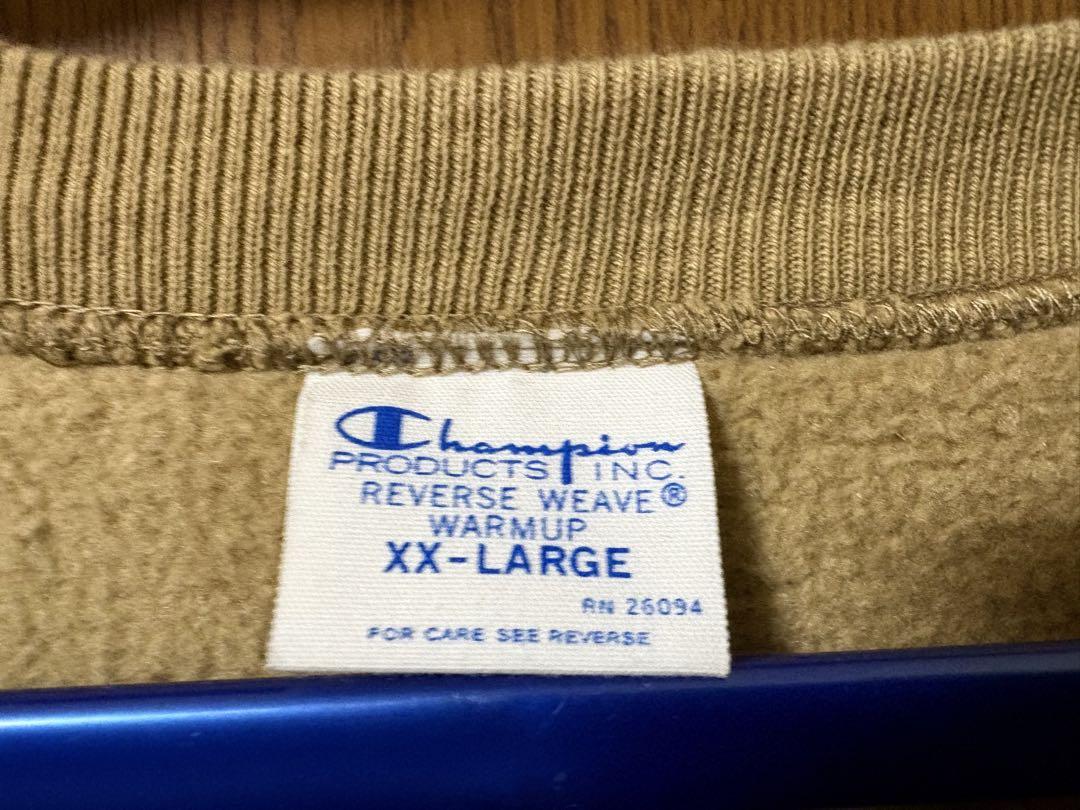 Champion
PRODUCTS INC.
REVERSE WEAVE®
WARMUP
XX-LARGE
RN 26094
FOR CARE SEE REVERSE